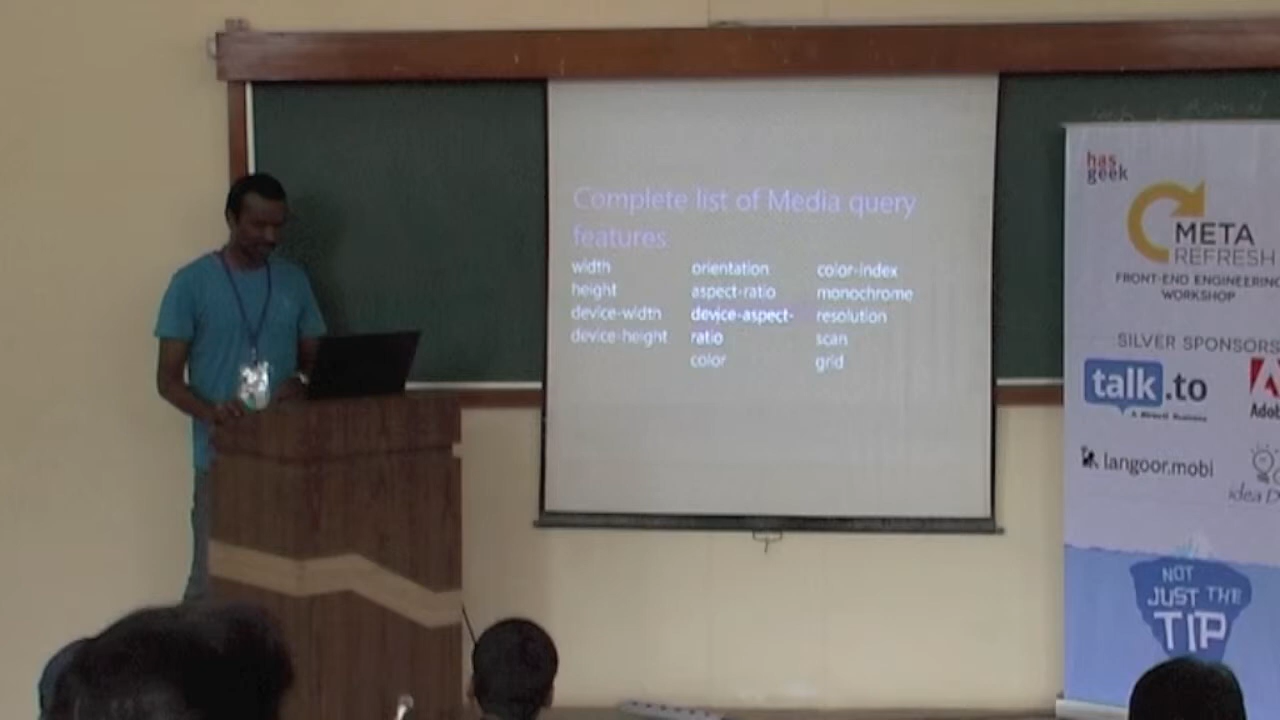 Complete list of Media query
features
width
height
device-width
device-height
orientation
aspect-ratio
device-aspect-
ratio
color
color-index
monochrome
resolution
scan
grid
has
geek
META
REFRESH
FRONT-END ENGINEERING
WORKSHOP
SILVER SPONSORS
talk.to
langoor.mobi
idea
NOT
JUST THE
TIP